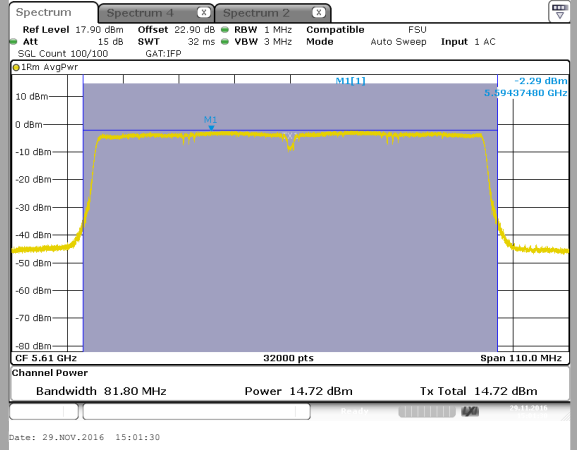 Spectrum Spectrum 4 X Spectrum 2 X
Ref Level 17.90 dBm Offset 22.90 dB RBW 1 MHz Compatible FSU
Att 15 dB SWT 32 ms VBW 3 MHz Mode Auto Sweep Input 1 AC
SGL Count 100/100 GAT:IFP
1Rm AvgPwr
M1[1] -2.29 dBm
5.59437480 GHz
10 dBm
M1
0 dBm
-10 dBm
-20 dBm
-30 dBm
-40 dBm
-50 dBm
-60 dBm
-70 dBm
-80 dBm
CF 5.61 GHz 32000 pts Span 110.0 MHz
Channel Power
Bandwidth 81.80 MHz Power 14.72 dBm Tx Total 14.72 dBm
Ready 29.11.2016
Date: 29.NOV.2016 15:01:30